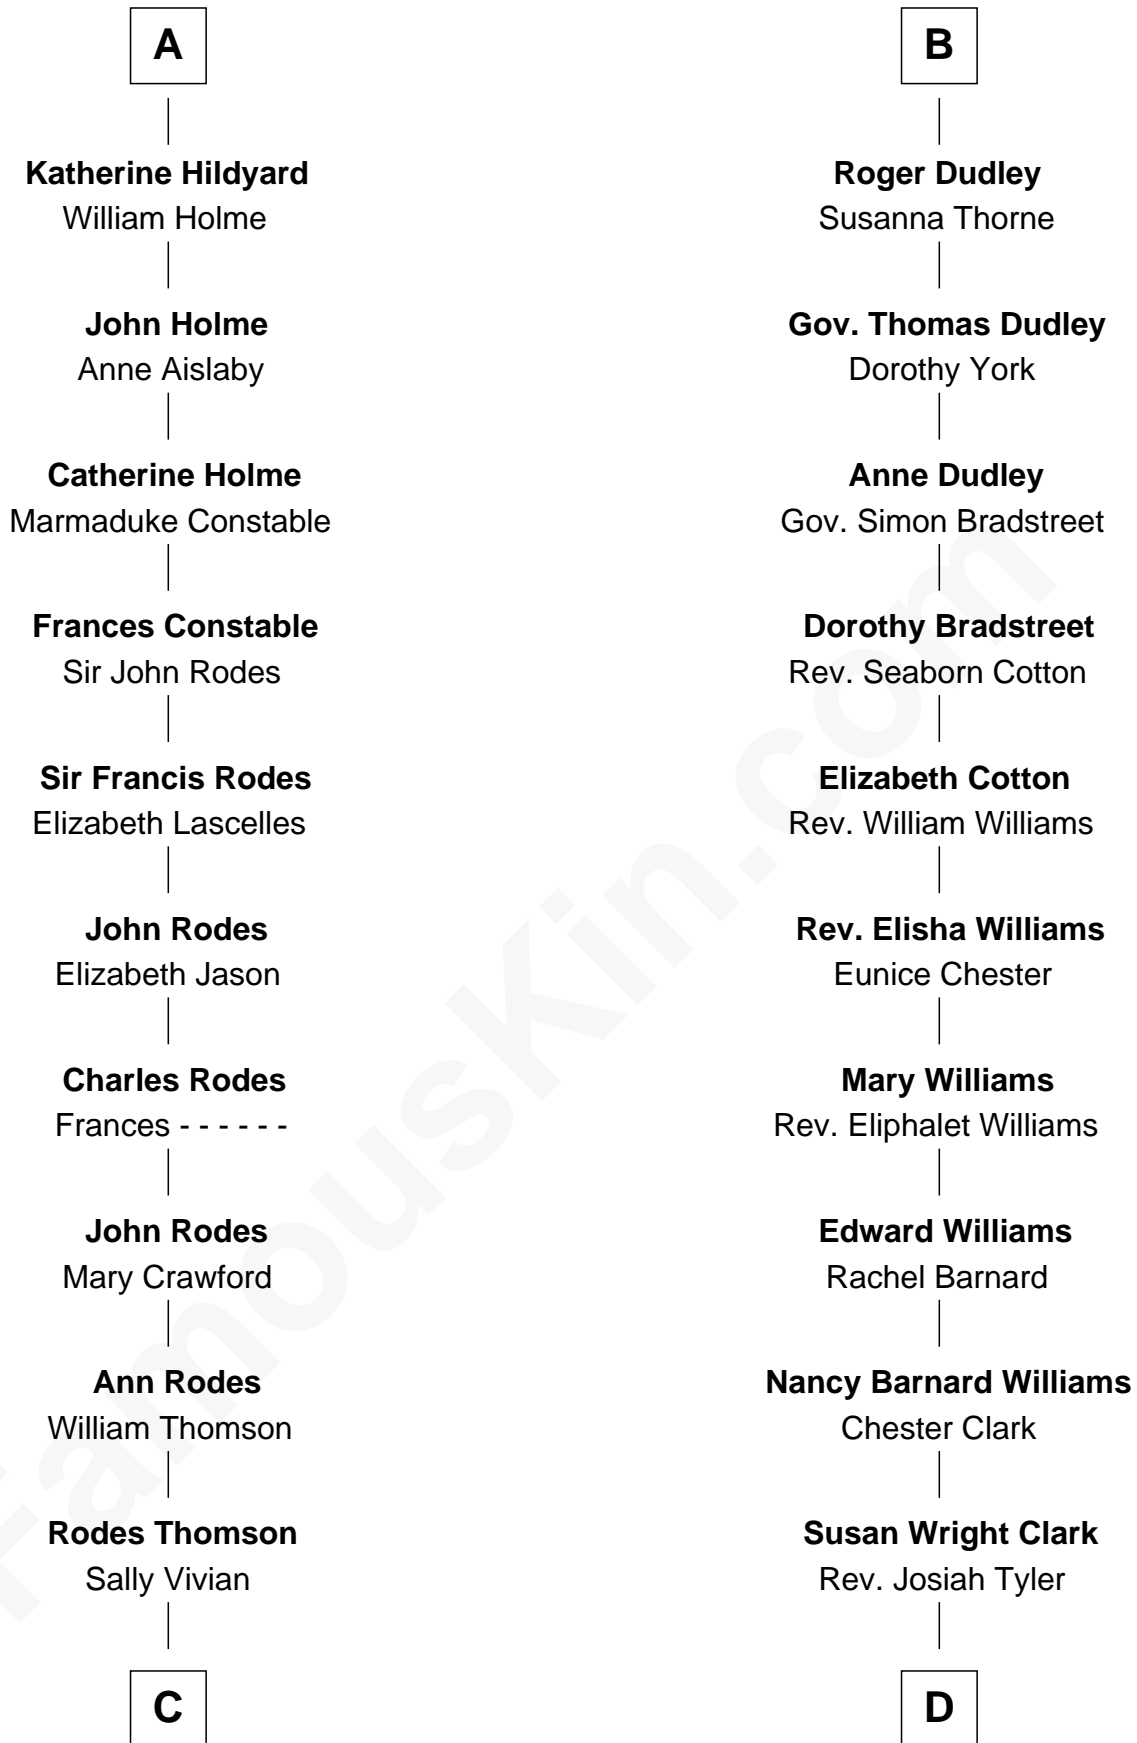 A
Katherine Hildyard
William Holme
John Holme
Anne Aislaby
Catherine Holme
Marmaduke Constable
Frances Constable
Sir John Rodes
Sir Francis Rodes
Elizabeth Lascelles
John Rodes
Elizabeth Jason
Charles Rodes
Frances - - - - - -
John Rodes
Mary Crawford
Ann Rodes
William Thomson
Rodes Thomson
Sally Vivian
C
B
Roger Dudley
Susanna Thorne
Gov. Thomas Dudley
Dorothy York
Anne Dudley
Gov. Simon Bradstreet
Dorothy Bradstreet
Rev. Seaborn Cotton
Elizabeth Cotton
Rev. William Williams
Rev. Elisha Williams
Eunice Chester
Mary Williams
Rev. Eliphalet Williams
Edward Williams
Rachel Barnard
Nancy Barnard Williams
Chester Clark
Susan Wright Clark
Rev. Josiah Tyler
D
FamousKin.com